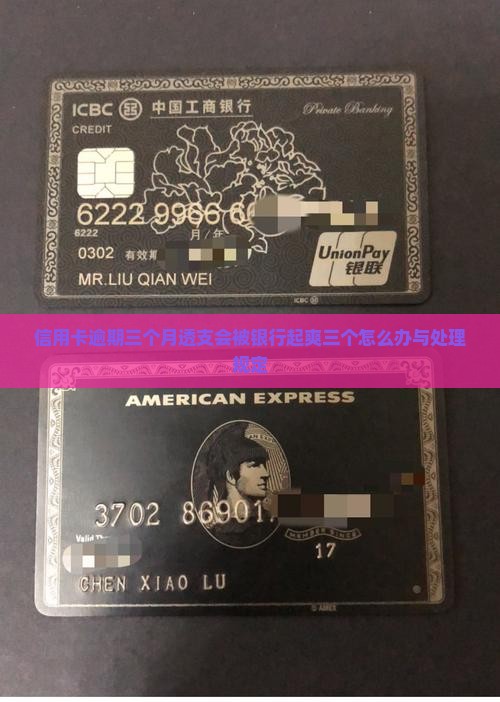 ICBC 中国工商银行
Private Banking
CREDIT
6222 9966 6
6222
月/年
0302 有效期
MR.LIU QIAN WEI
UnionPay
银联
ICBC
信用卡逾期三个月透支会被银行起爽三个怎么办与处理
AMERICAN EXPRESS
3702 86901
Valid Thru
MEMBER SINCE
17
CHEN XIAO LU
© AMEX